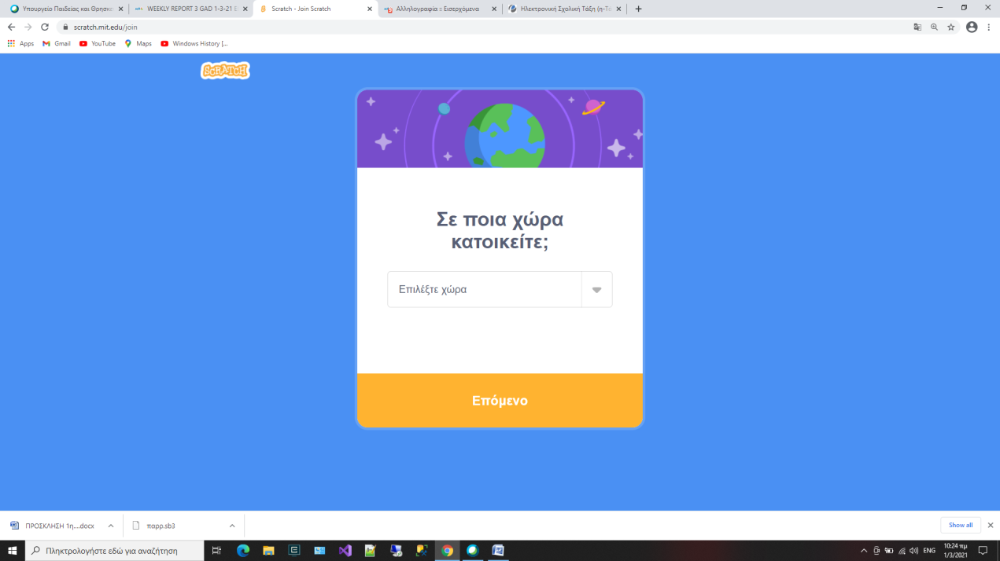 Υπουργείο Παιδείας και Θρησκε
WEEKLY REPORT 3 GAD 1-3-21 E
Scratch - Join Scratch
Αλληλογραφία :: Εισερχόμενα
Ηλεκτρονική Σχολική Τάξη (η-Τά
scratch.mit.edu/join
Apps
Gmail
YouTube
Maps
Windows History [...
SCRATCH
Σε ποια χώρα
κατοικείτε;
Επιλέξτε χώρα
Επόμενο
ΠΡΟΣΚΛΗΣΗ 1η....docx
παρρ.sb3
Show all
Πληκτρολογήστε εδώ για αναζήτηση
ENG
10:24 πμ
1/3/2021